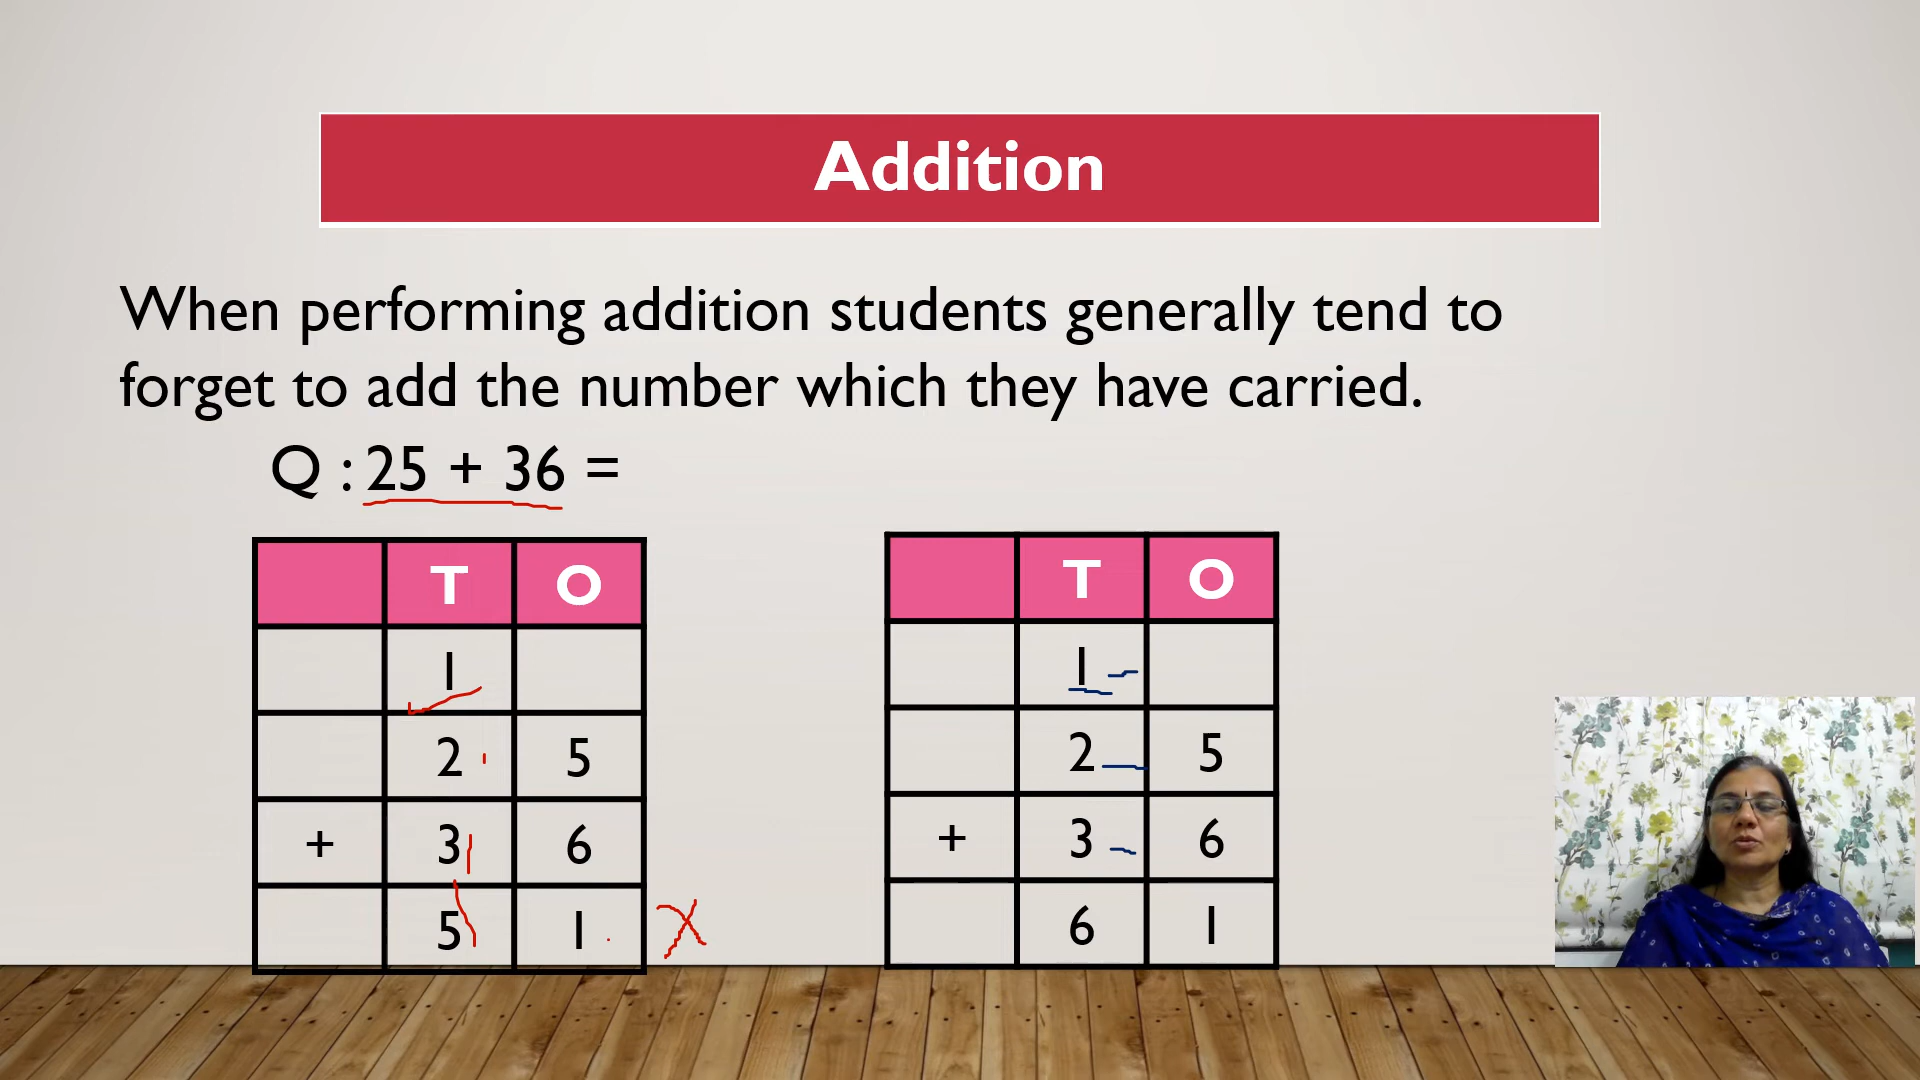 Addition
When performing addition students generally tend to
forget to add the number which they have carried.
Q : 25 + 36 =
T O
1
2 5
+ 3 6
5 1 X
T O
1
2 5
+ 3 6
6 1